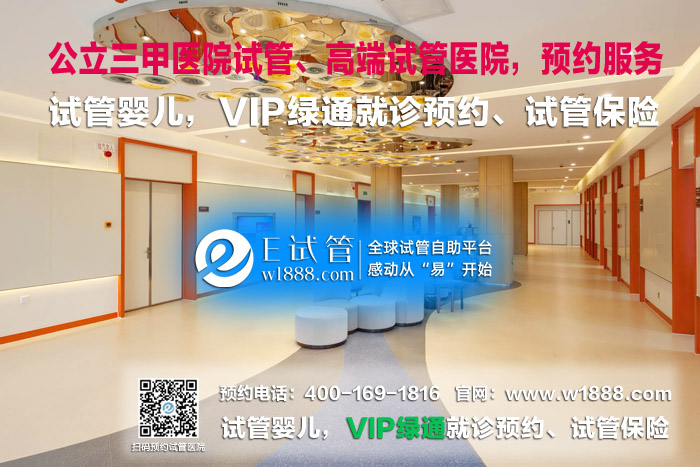 公立三甲医院试管、高端试管医院，预约服务
试管婴儿，VIP绿通就诊预约、试管保险
E试管
w1888.com
全球试管自助平台
感动从“易”开始
预约电话：400-169-1816 官网：www.w1888.com
试管婴儿，VIP绿通就诊预约、试管保险
扫码预约试管医院